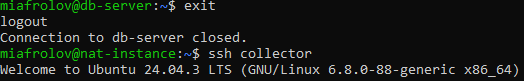 miafrolov@db-server:~$ exit
logout
Connection to db-server closed.
miafrolov@nat-instance:~$ ssh collector
Welcome to Ubuntu 24.04.3 LTS (GNU/Linux 6.8.0-88-generic x86_64)